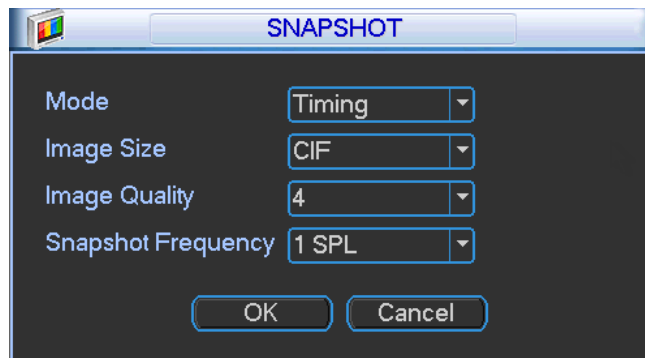 SNAPSHOT
Mode Timing
Image Size CIF
Image Quality 4
Snapshot Frequency 1 SPL
OK Cancel